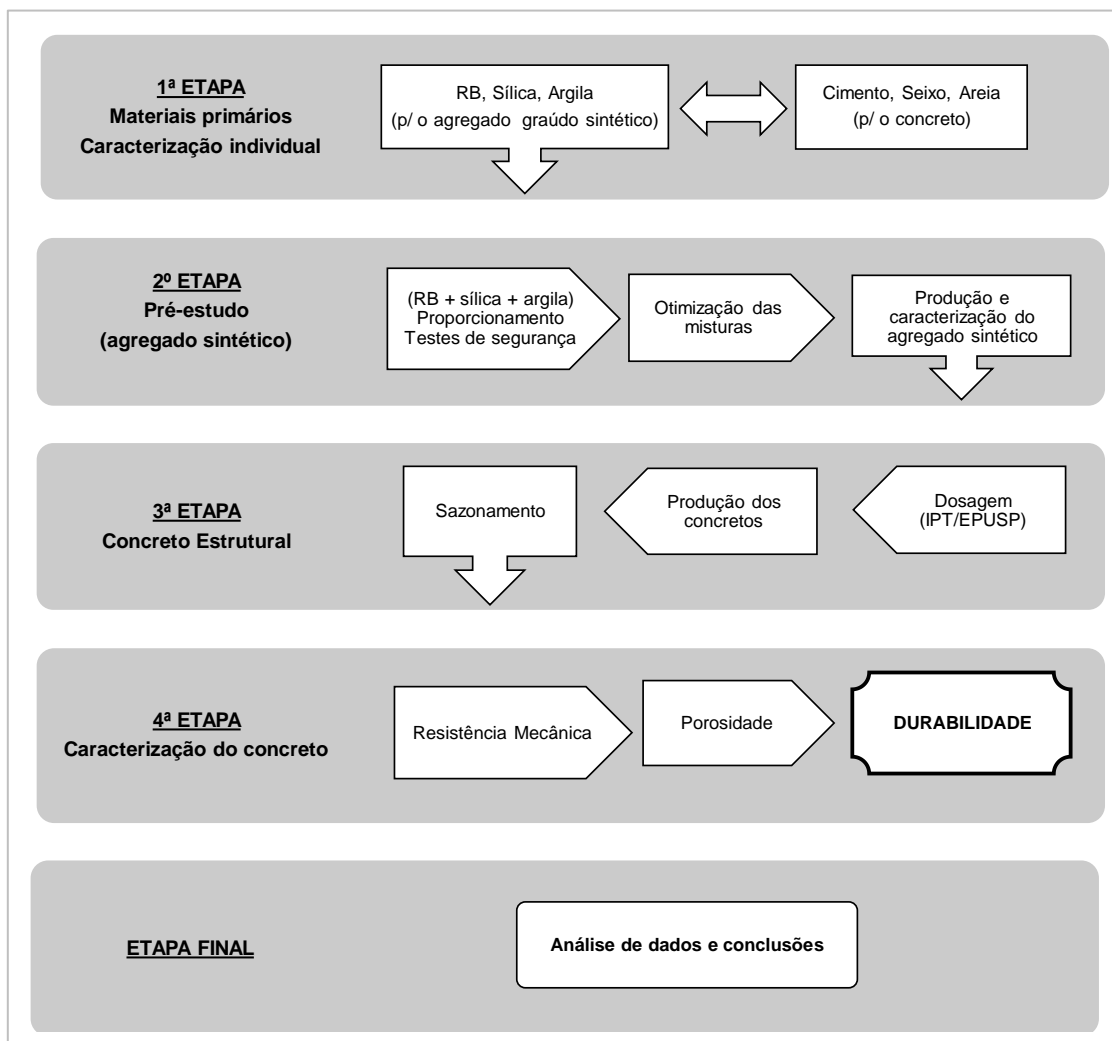 1ª ETAPA
Materiais primários
Caracterização individual
RB, Sílica, Argila
(p/ o agregado graúdo sintético)
Cimento, Seixo, Areia
(p/ o concreto)
2º ETAPA
Pré-estudo
(agregado sintético)
(RB + sílica + argila)
Proporcionamento
Testes de segurança
Otimização das
misturas
Produção e
caracterização do
agregado sintético
3ª ETAPA
Concreto Estrutural
Sazonamento
Produção dos
concretos
Dosagem
(IPT/EPUSP)
4ª ETAPA
Caracterização do concreto
Resistência Mecânica
Porosidade
DURABILIDADE
ETAPA FINAL
Análise de dados e conclusões